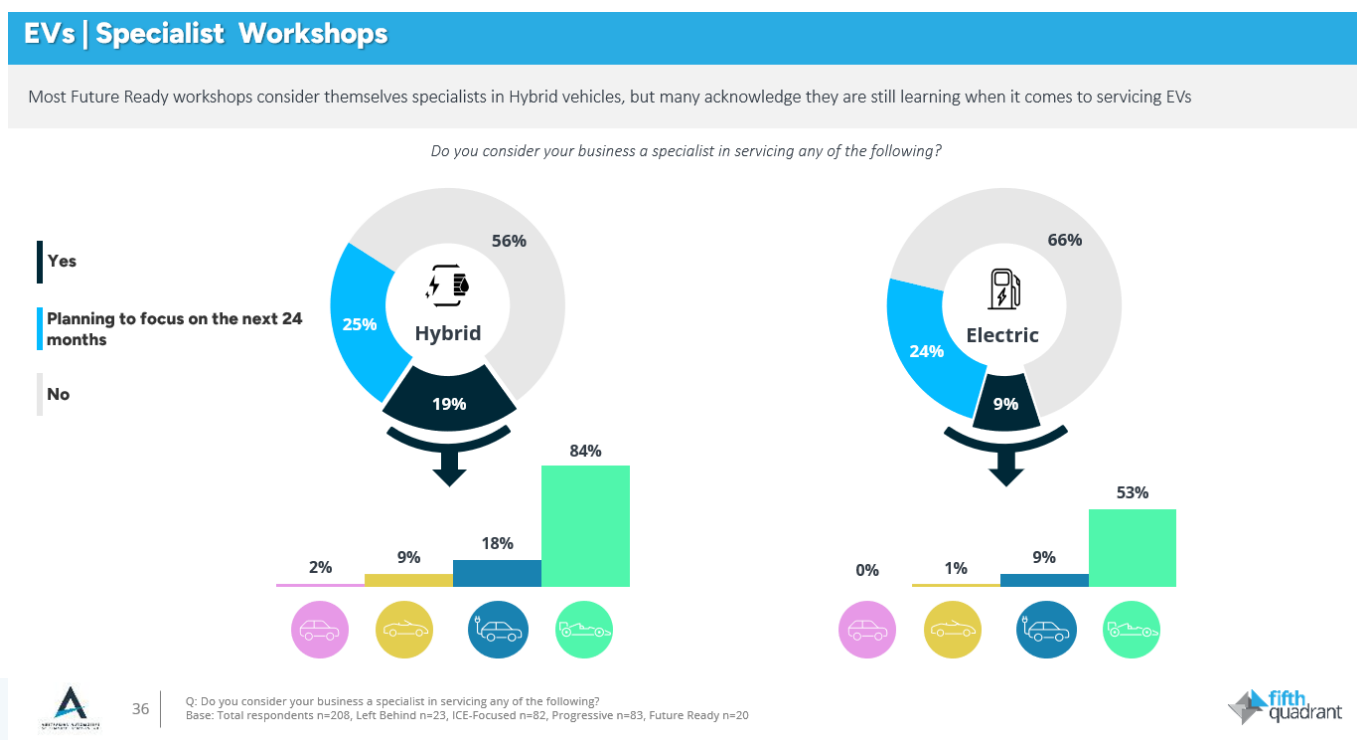 EVs | Specialist Workshops
Most Future Ready workshops consider themselves specialists in Hybrid vehicles, but many acknowledge they are still learning when it comes to servicing EVs
Do you consider your business a specialist in servicing any of the following?
Yes
Planning to focus on the next 24
months
No
56%
25%
Hybrid
19%
66%
24%
Electric
9%
2%
9%
18%
84%
0%
1%
9%
53%
36
Q: Do you consider your business a specialist in servicing any of the following?
Base: Total respondents n=208, Left Behind n=23, ICE-Focused n=82, Progressive n=83, Future Ready n=20
fifth
quadrant